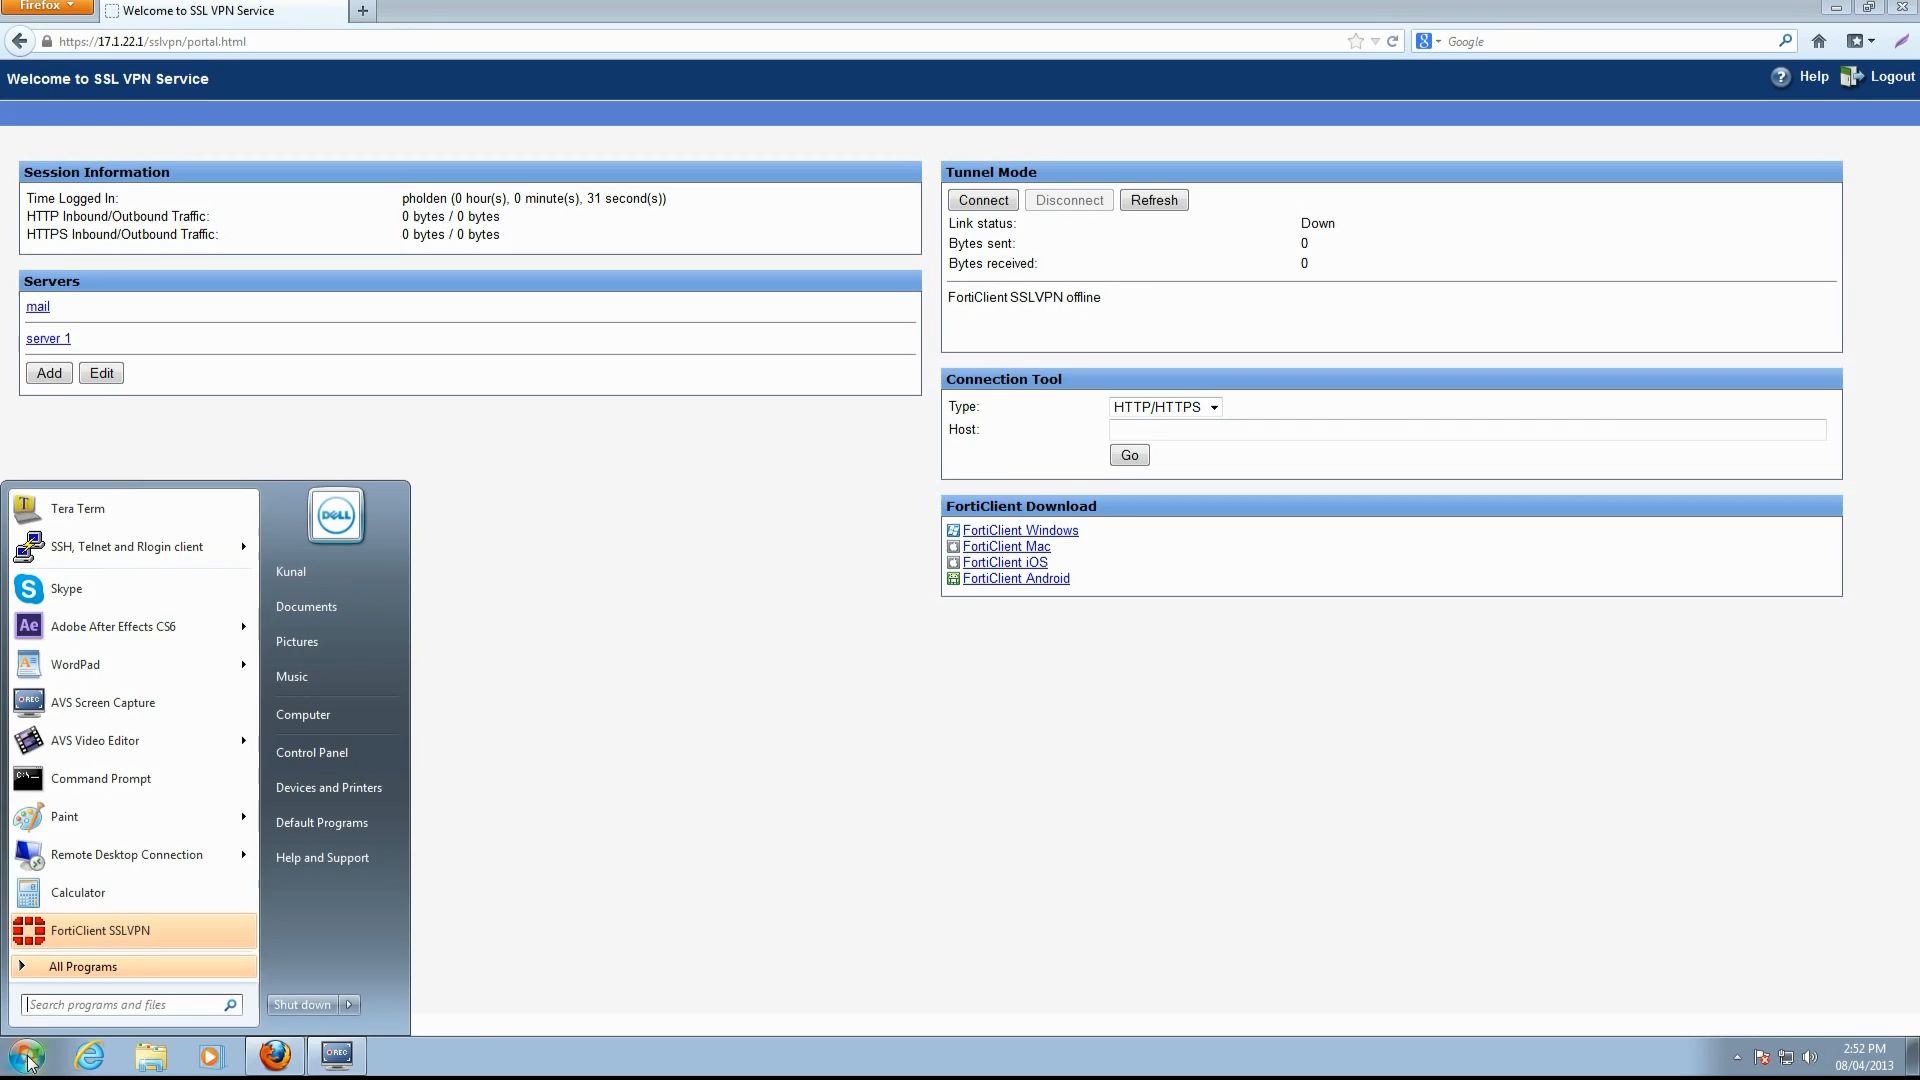 Firefox
Welcome to SSL VPN Service
https://17.1.22.1/sslvpn/portal.html
Google
Welcome to SSL VPN Service
Help
Logout
Session Information
Time Logged In: pholden (0 hour(s), 0 minute(s), 31 second(s))
HTTP Inbound/Outbound Traffic: 0 bytes / 0 bytes
HTTPS Inbound/Outbound Traffic: 0 bytes / 0 bytes
Servers
mail
server 1
Add Edit
Tunnel Mode
Connect Disconnect Refresh
Link status: Down
Bytes sent: 0
Bytes received: 0
FortiClient SSLVPN offline
Connection Tool
Type: HTTP/HTTPS
Host:
Go
FortiClient Download
FortiClient Windows
FortiClient Mac
FortiClient iOS
FortiClient Android
Tera Term
SSH, Telnet and Rlogin client
Skype
Adobe After Effects CS6
WordPad
AVS Screen Capture
AVS Video Editor
Command Prompt
Paint
Remote Desktop Connection
Calculator
FortiClient SSLVPN
All Programs
Search programs and files
DELL
Kunal
Documents
Pictures
Music
Computer
Control Panel
Devices and Printers
Default Programs
Help and Support
Shut down
REC
2:52 PM
08/04/2013